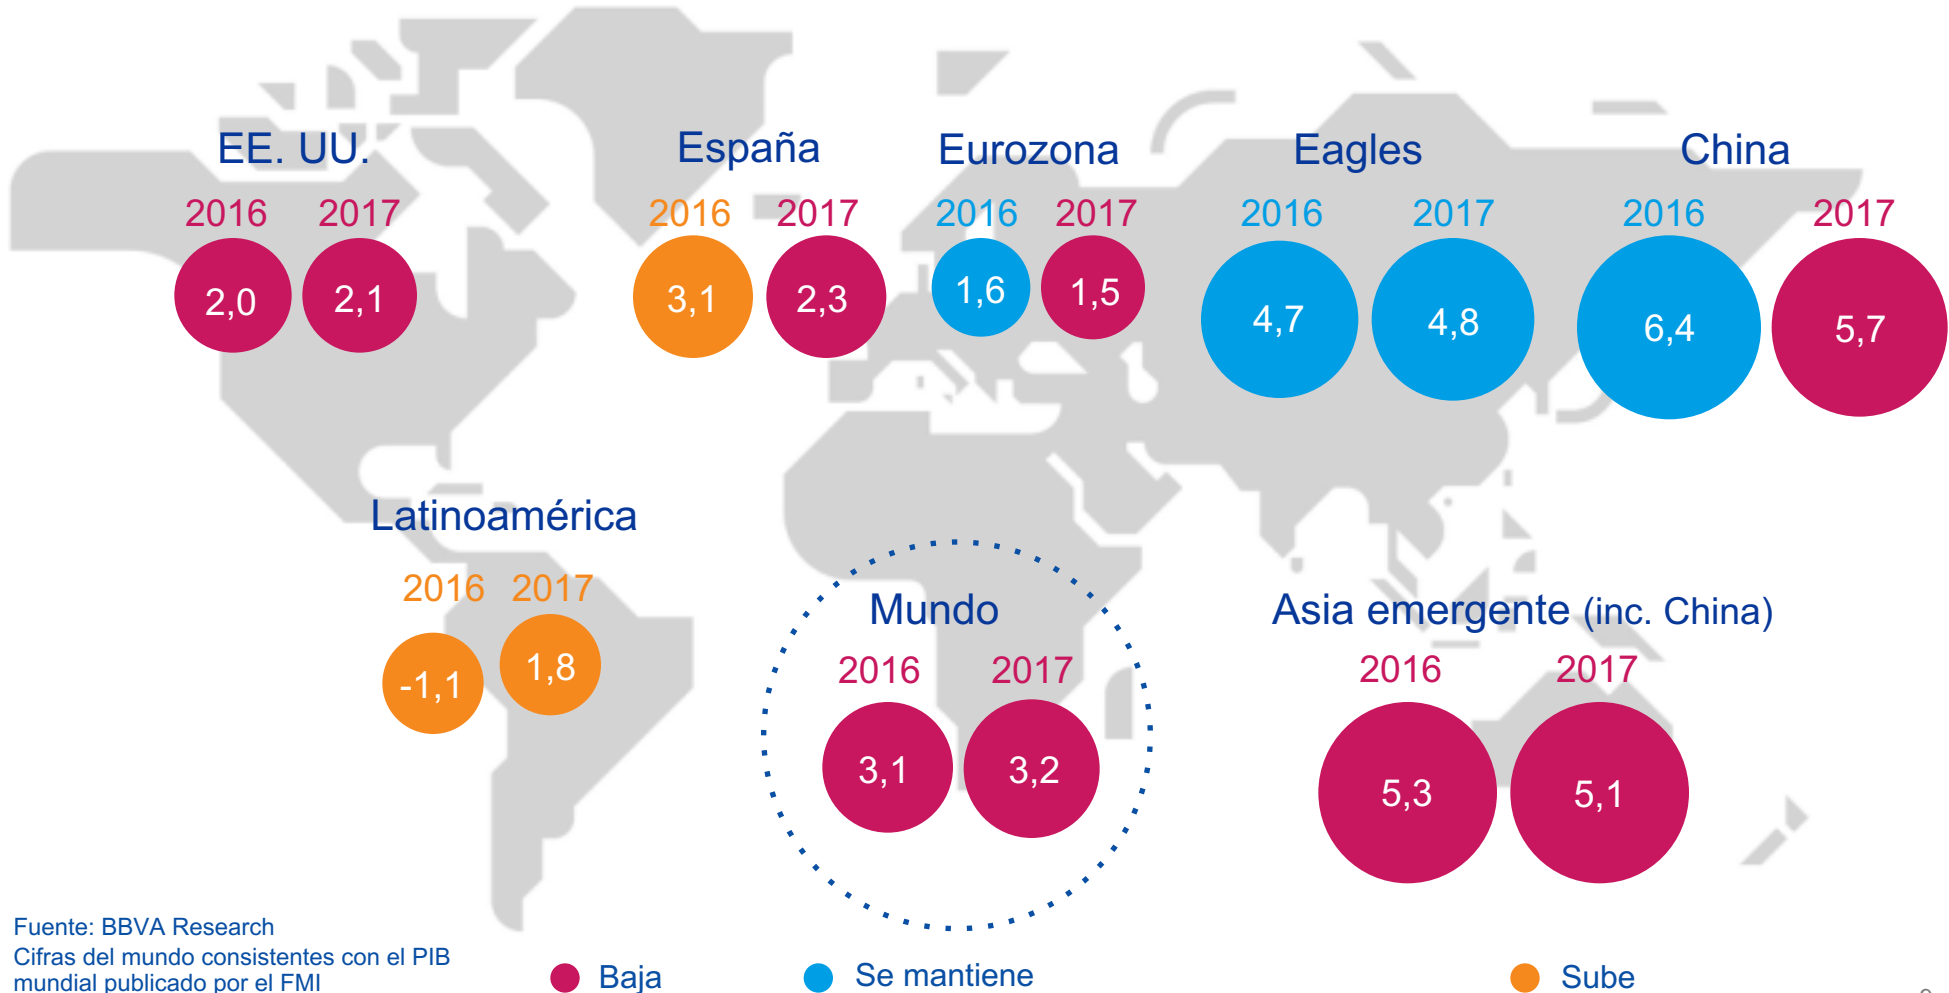 EE. UU.
2016 2017
2,0 2,1
España
2016 2017
3,1 2,3
Eurozona
2016 2017
1,6 1,5
Eagles
2016 2017
4,7 4,8
China
2016 2017
6,4 5,7
Latinoamérica
2016 2017
-1,1 1,8
Mundo
2016 2017
3,1 3,2
Asia emergente (inc. China)
2016 2017
5,3 5,1
Fuente: BBVA Research
Cifras del mundo consistentes con el PIB
mundial publicado por el FMI
Baja
Se mantiene
Sube